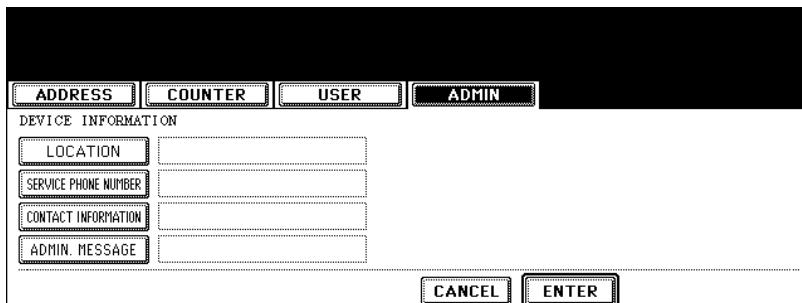 ADDRESS COUNTER USER ADMIN
DEVICE INFORMATION
LOCATION
SERVICE PHONE NUMBER
CONTACT INFORMATION
ADMIN. MESSAGE
CANCEL ENTER